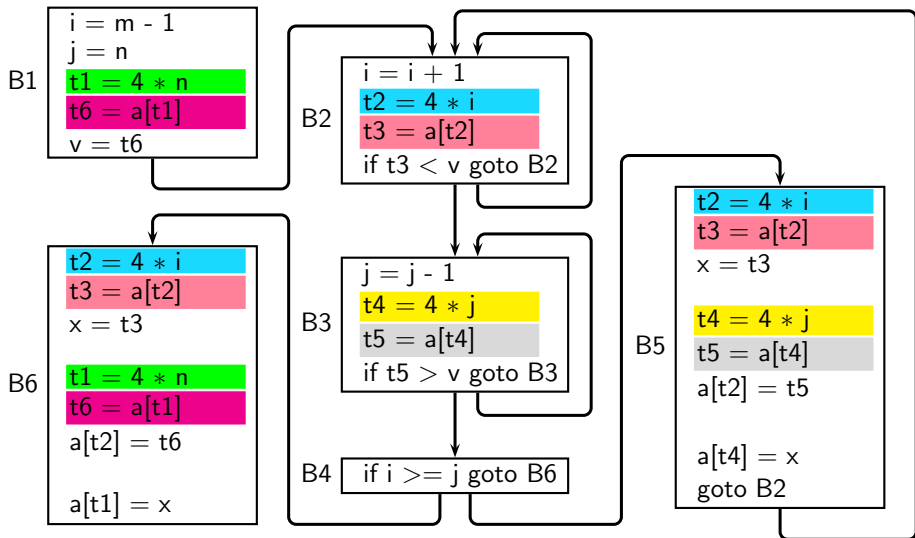 B1
i = m - 1
j = n
t1 = 4 * n
t6 = a[t1]
v = t6
B2
i = i + 1
t2 = 4 * i
t3 = a[t2]
if t3 < v goto B2
B3
j = j - 1
t4 = 4 * j
t5 = a[t4]
if t5 > v goto B3
B4
if i >= j goto B6
B5
t2 = 4 * i
t3 = a[t2]
x = t3
t4 = 4 * j
t5 = a[t4]
a[t2] = t5
a[t4] = x
goto B2
B6
t2 = 4 * i
t3 = a[t2]
x = t3
t1 = 4 * n
t6 = a[t1]
a[t2] = t6
a[t1] = x